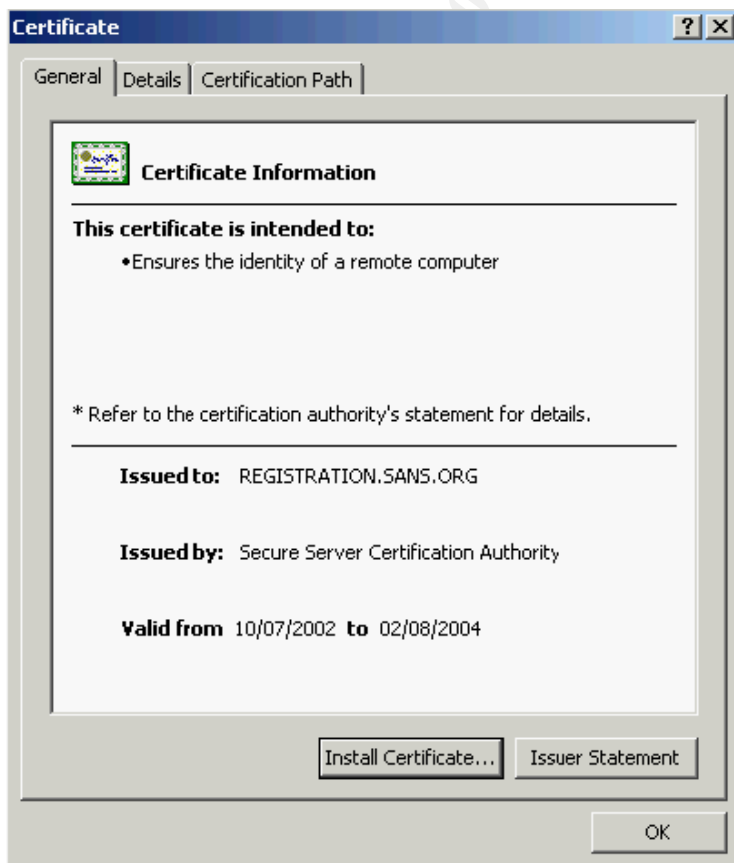 Certificate
? X
General Details Certification Path
Certificate Information
This certificate is intended to:
•Ensures the identity of a remote computer
* Refer to the certification authority's statement for details.
Issued to: REGISTRATION.SANS.ORG
Issued by: Secure Server Certification Authority
Valid from 10/07/2002 to 02/08/2004
Install Certificate... Issuer Statement
OK